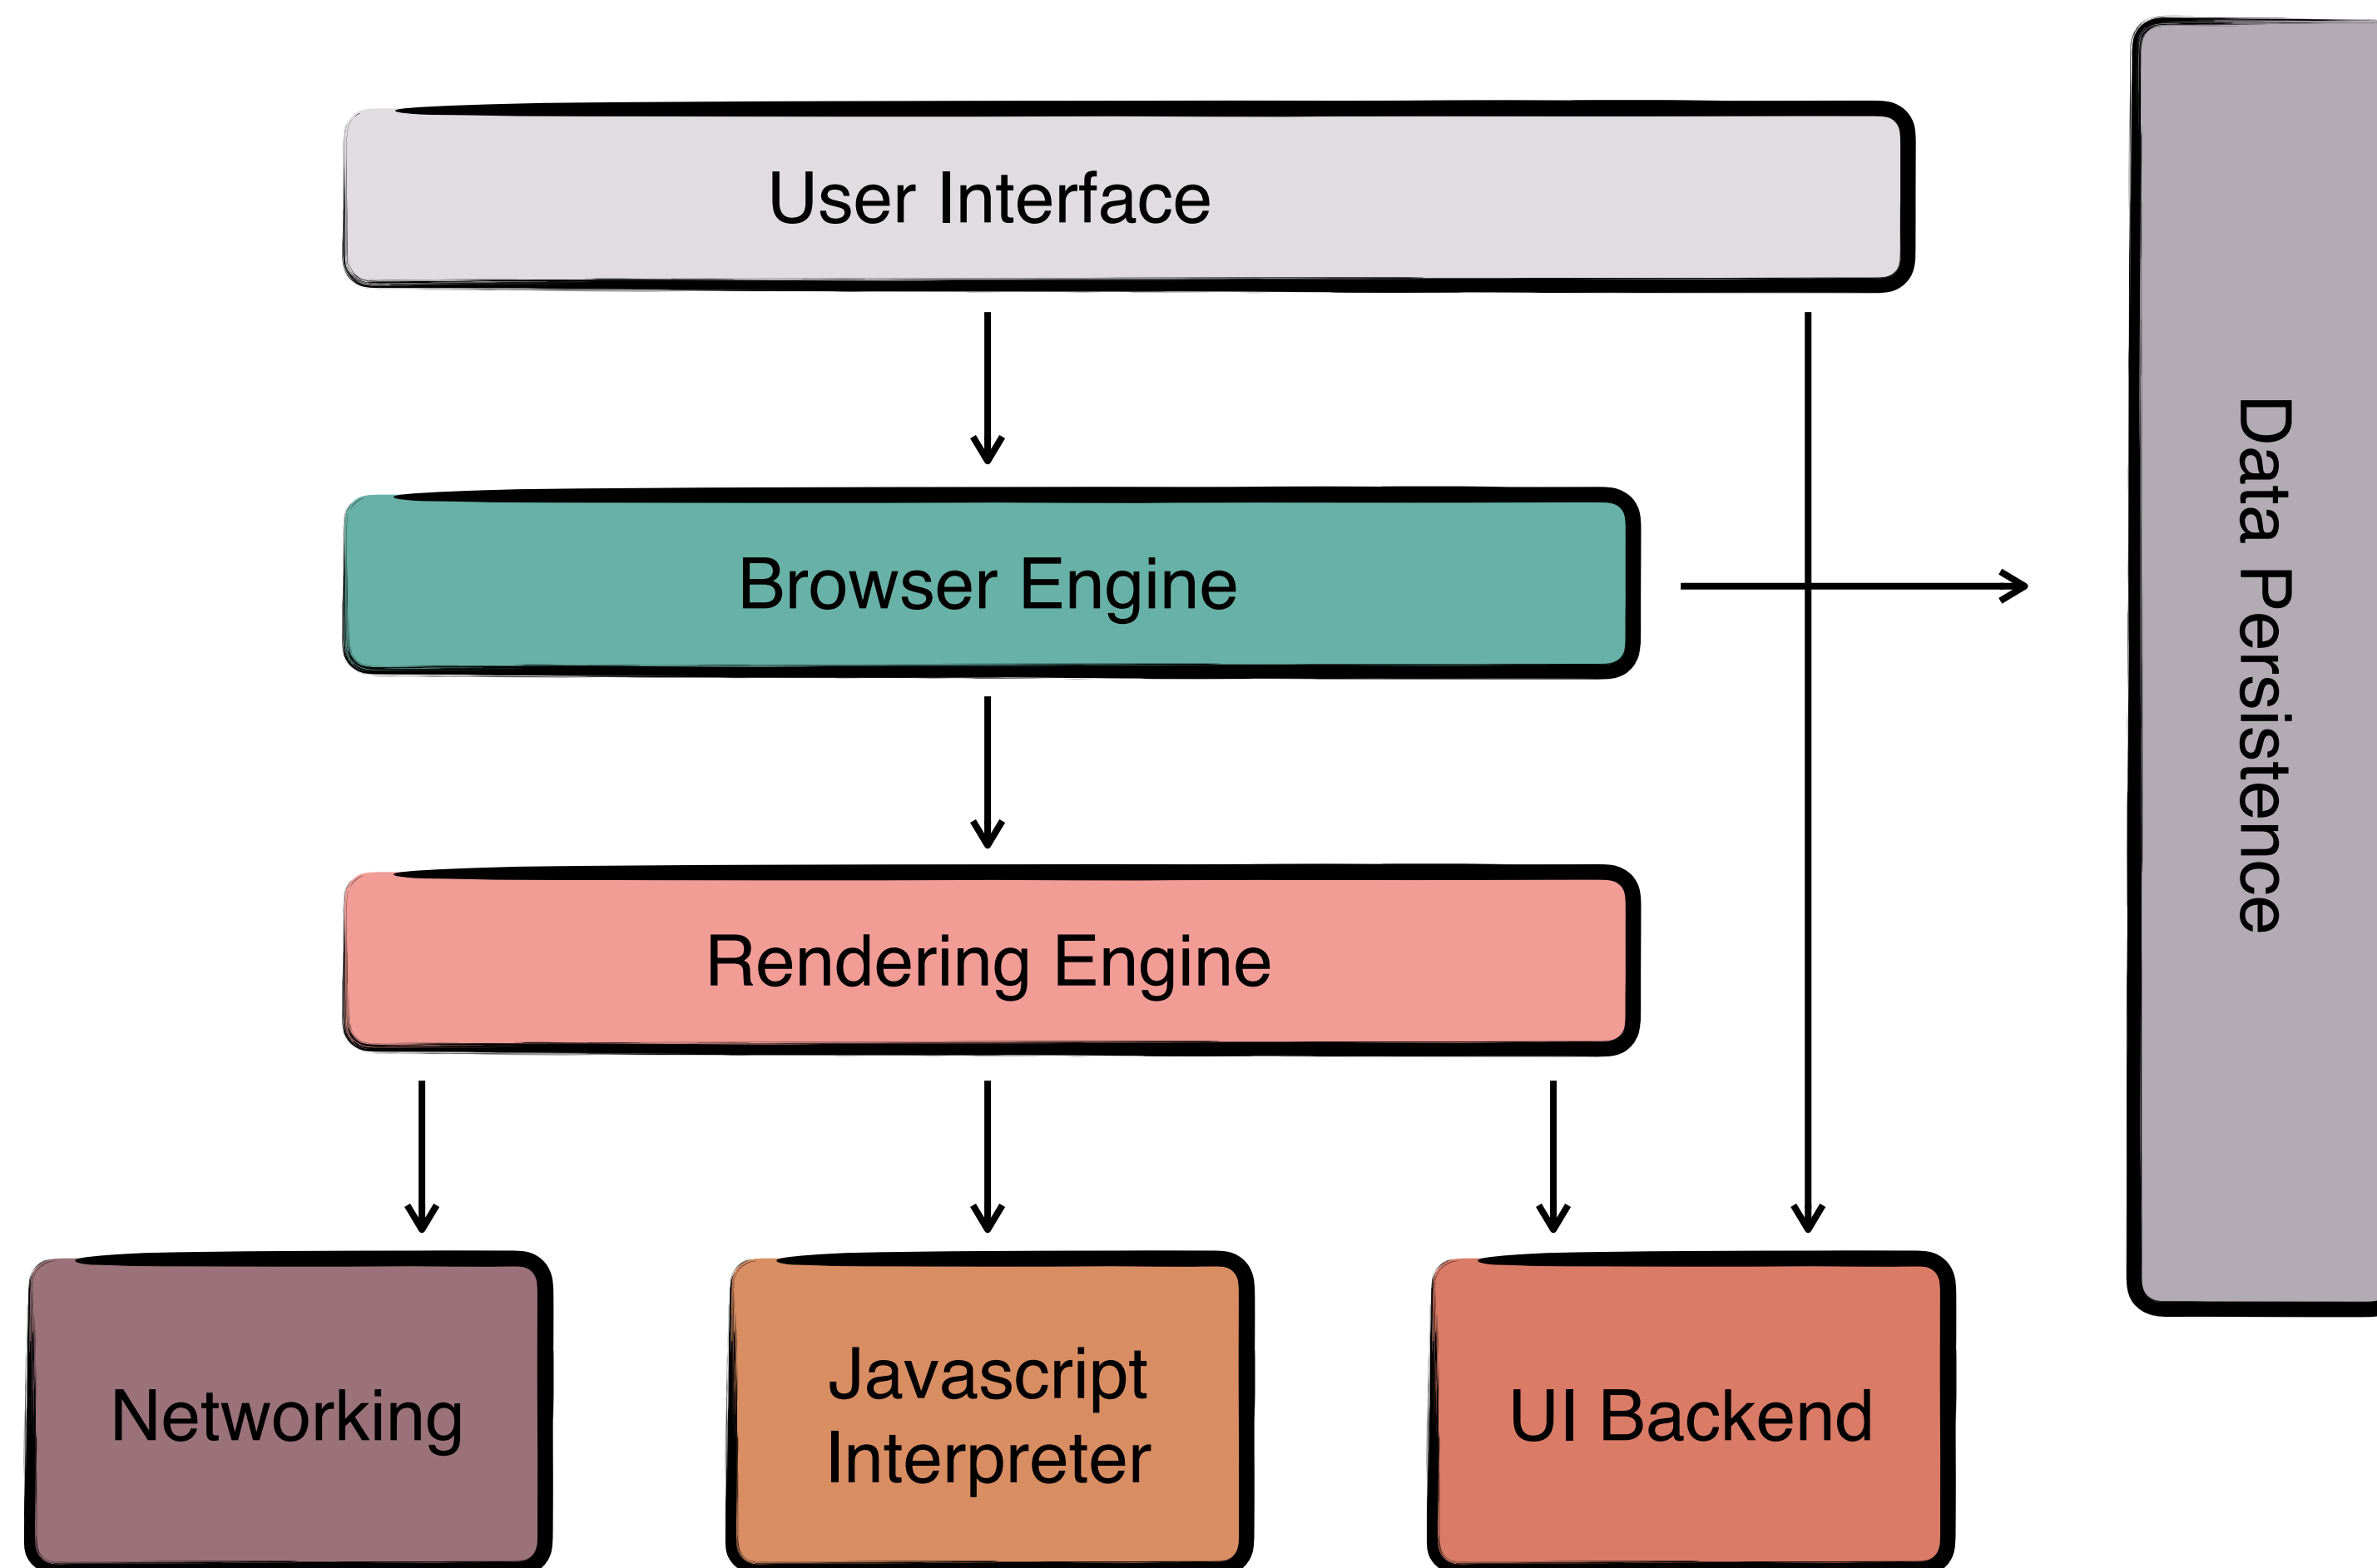 User Interface
Browser Engine
Data Persistence
Rendering Engine
Networking
Javascript
Interpreter
UI Backend